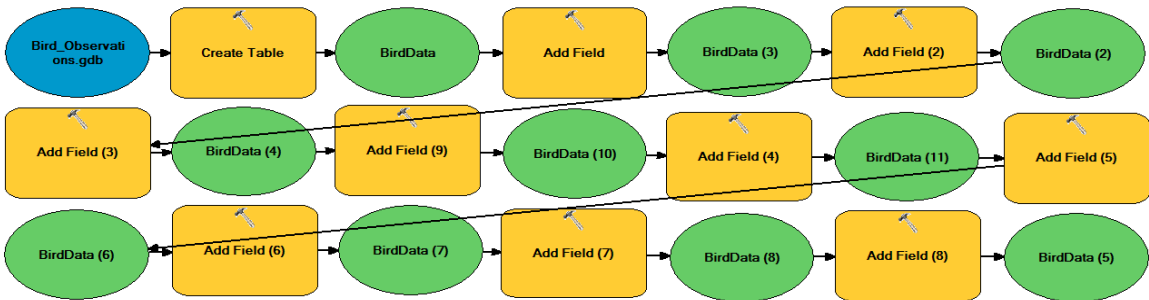 Bird_Observati
ons.gdb
Create Table
BirdData
Add Field
BirdData (3)
Add Field (2)
BirdData (2)
Add Field (3)
BirdData (4)
Add Field (9)
BirdData (10)
Add Field (4)
BirdData (11)
Add Field (5)
BirdData (6)
Add Field (6)
BirdData (7)
Add Field (7)
BirdData (8)
Add Field (8)
BirdData (5)